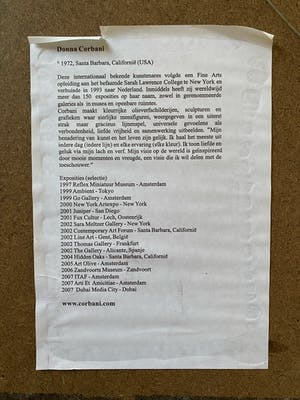 Donna Corbani
° 1972, Santa Barbara, Californië (USA)
Deze internationaal bekende kunstenares volgde een Fine Arts
opleiding aan het befaamde Sarah Lawrence College te New York en
verhuisde in 1993 naar Nederland. Inmiddels heeft zij wereldwijd
meer dan 150 exposities op haar naam, zowel in gerenommeerde
galeries als in musea en openbare ruimtes.
Corbani maakt kleurrijke olieverfschilderijen, sculpturen en
grafieken waar sierlijke mensfiguren, weergegeven in een uiterst
strak maar gracieus lijnenspel, universele gevoelens als
verbondenheid, liefde vrijheid en samenwerking uitbeelden. "Mijn
benadering van kunst en het leven zijn gelijk. Ik haal het meeste uit
iedere dag (iedere lijn) en elke ervaring (elke kleur). Ik toon liefde en
geluk via mijn lach en verf. Mijn visie op de wereld is geïnspireerd
door mooie momenten en vreugde, een visie die ik wil delen met de
toeschouwer."
Exposities (selectie)
1997 Reflex Miniatuur Museum - Amsterdam
1999 Ambient - Tokyo
1999 Go Gallery - Amsterdam
2000 New York Artexpo - New York
2001 Juniper - San Diego
2001 Fux Cultur - Lech, Oostenrijk
2002 Sara Meltzer Gallery - New York
2002 Contemporary Art Forum - Santa Barbara, Californië
2002 Line Art - Gent, België
2002 Thomas Gallery - Frankfurt
2002 The Gallery - Alicante, Spanje
2004 Hidden Oaks - Santa Barbara, Californië
2005 Art Olive - Amsterdam
2006 Zandvoorts Museum - Zandvoort
2007 ITAF - Amsterdam
2007 Arti Et Amicitiae - Amsterdam
2007 Dubai Media City - Dubai
www.corbani.com